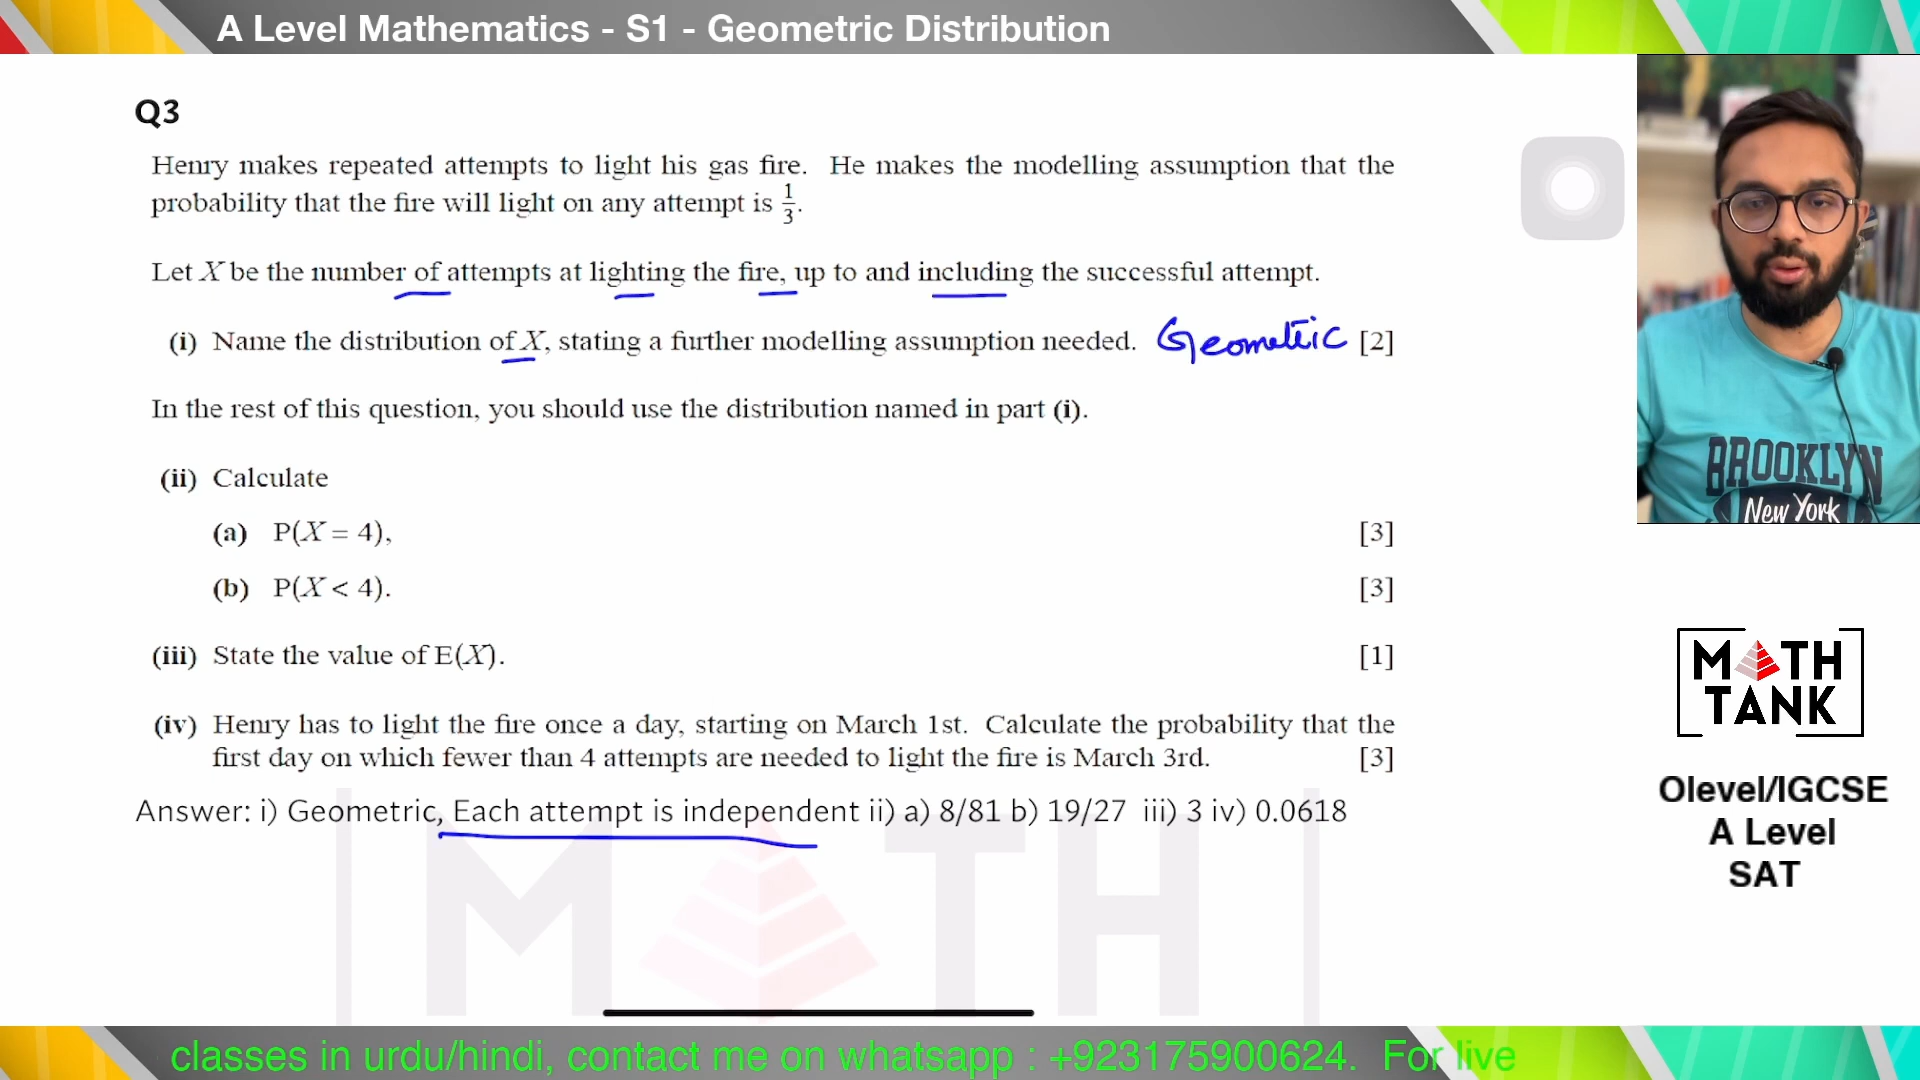 A Level Mathematics - S1 - Geometric Distribution
Q3
Henry makes repeated attempts to light his gas fire. He makes the modelling assumption that the
probability that the fire will light on any attempt is 1/3.
Let X be the number of attempts at lighting the fire, up to and including the successful attempt.
(i) Name the distribution of X, stating a further modelling assumption needed. Geometric [2]
In the rest of this question, you should use the distribution named in part (i).
(ii) Calculate
(a) P(X = 4), [3]
(b) P(X < 4). [3]
(iii) State the value of E(X). [1]
(iv) Henry has to light the fire once a day, starting on March 1st. Calculate the probability that the
first day on which fewer than 4 attempts are needed to light the fire is March 3rd. [3]
Answer: i) Geometric, Each attempt is independent ii) a) 8/81 b) 19/27 iii) 3 iv) 0.0618
BROOKLYN
New York
MATH
TANK
Olevel/IGCSE
A Level
SAT
MATH
classes in urdu/hindi, contact me on whatsapp : +923175900624. For live